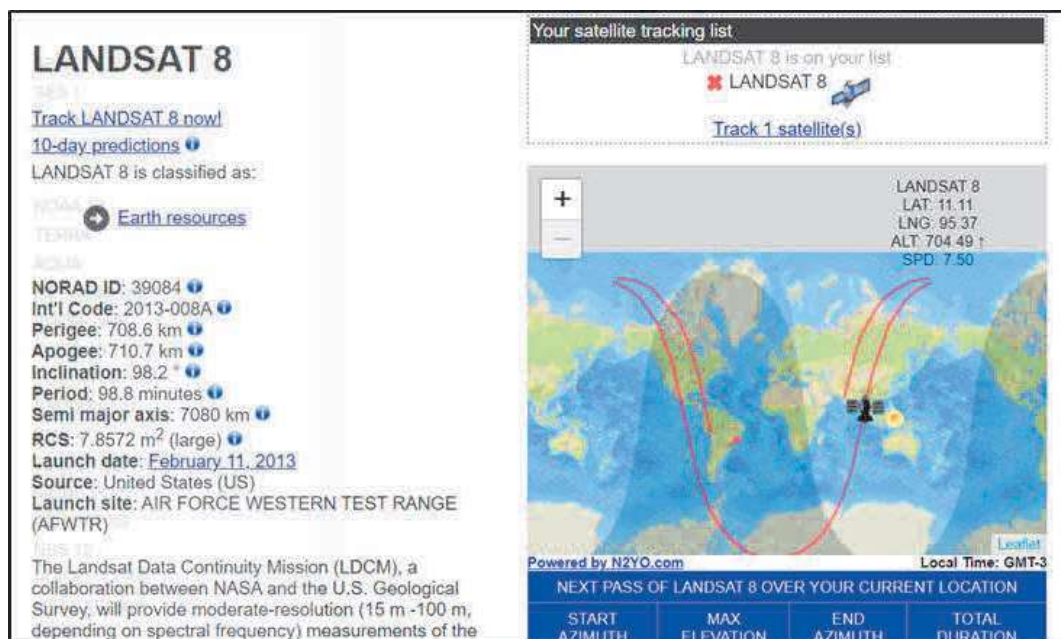 LANDSAT 8
Track LANDSAT 8 now!
10-day predictions
LANDSAT 8 is classified as:
Earth resources
NORAD ID: 39084
Int'l Code: 2013-008A
Perigee: 708.6 km
Apogee: 710.7 km
Inclination: 98.2 °
Period: 98.8 minutes
Semi major axis: 7080 km
RCS: 7.8572 m² (large)
Launch date: February 11, 2013
Source: United States (US)
Launch site: AIR FORCE WESTERN TEST RANGE
(AFWTR)
The Landsat Data Continuity Mission (LDCM), a
collaboration between NASA and the U.S. Geological
Survey, will provide moderate-resolution (15 m -100 m,
depending on spectral frequency) measurements of the
Your satellite tracking list
LANDSAT 8 is on your list
LANDSAT 8
Track 1 satellite(s)
+
−
LANDSAT 8
LAT: 11.11
LNG: 95.37
ALT: 704.49 ↑
SPD: 7.50
Leaflet
Powered by N2YO.com
Local Time: GMT-3
NEXT PASS OF LANDSAT 8 OVER YOUR CURRENT LOCATION
START
AZIMUTH
MAX
ELEVATION
END
AZIMUTH
TOTAL
DURATION